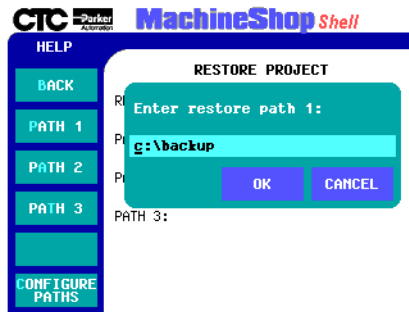 CTC Parker Automation MachineShop Shell
HELP
RESTORE PROJECT
BACK
Enter restore path 1:
PATH 1
c:\backup
PATH 2
OK CANCEL
PATH 3
PATH 3:
CONFIGURE
PATHS